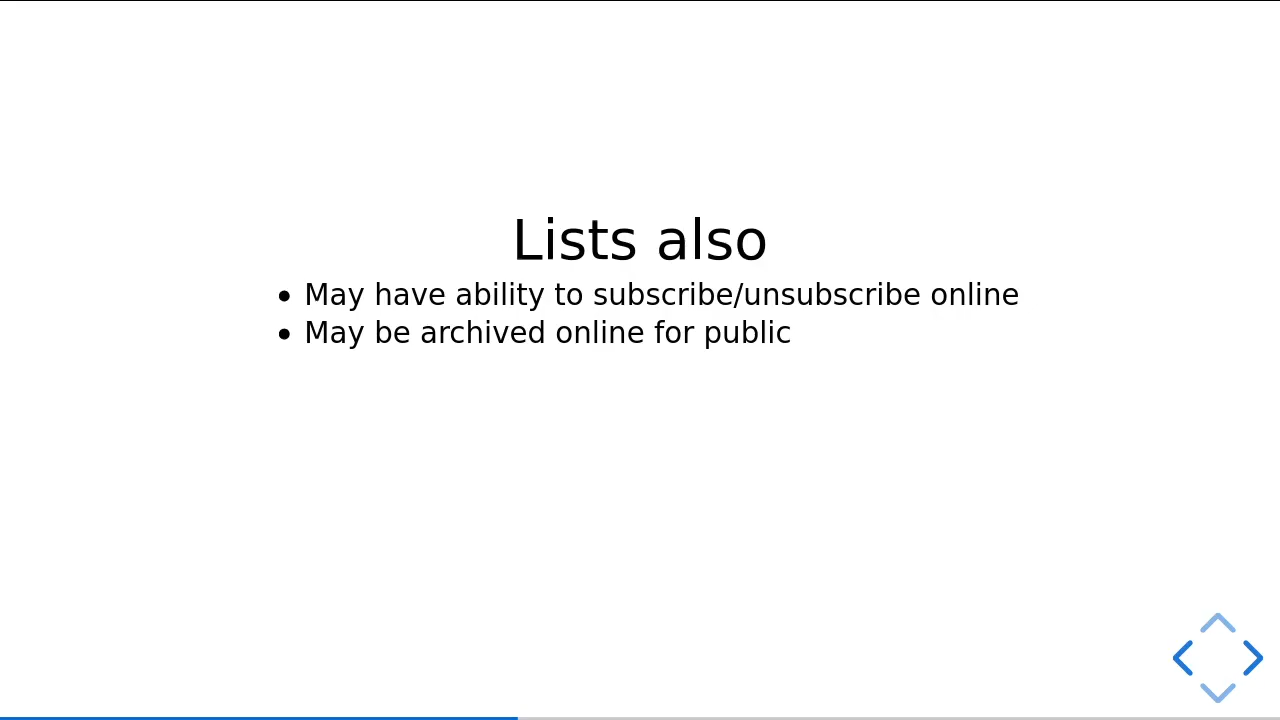 Lists also
May have ability to subscribe/unsubscribe online
May be archived online for public